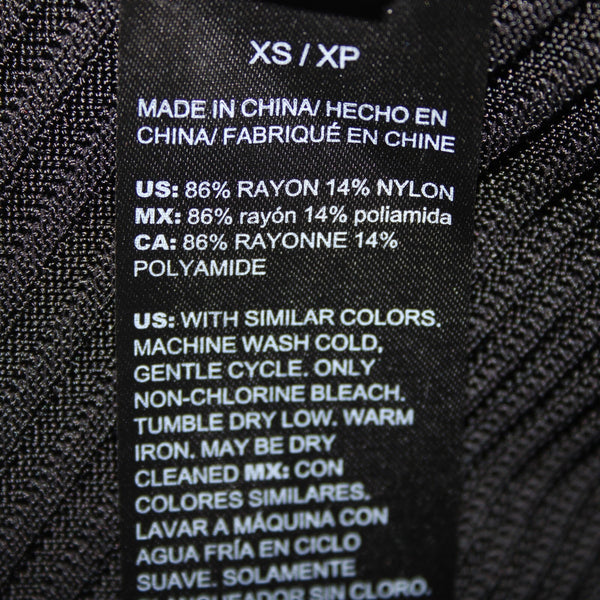 XS / XP
MADE IN CHINA/ HECHO EN
CHINA/ FABRIQUÉ EN CHINE
US: 86% RAYON 14% NYLON
MX: 86% rayón 14% poliamida
CA: 86% RAYONNE 14%
POLYAMIDE
US: WITH SIMILAR COLORS.
MACHINE WASH COLD,
GENTLE CYCLE. ONLY
NON-CHLORINE BLEACH.
TUMBLE DRY LOW. WARM
IRON. MAY BE DRY
CLEANED MX: CON
COLORES SIMILARES.
LAVAR A MÁQUINA CON
AGUA FRÍA EN CICLO
SUAVE. SOLAMENTE
BLANQUEADOR SIN CLORO.